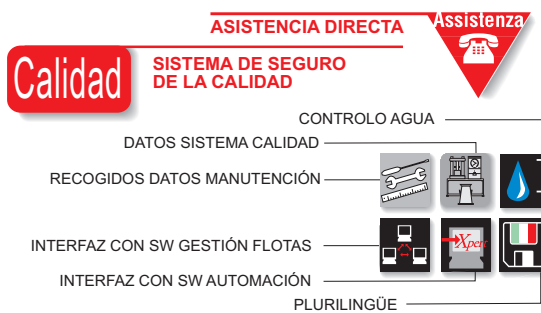 ASISTENCIA DIRECTA
Assistenza
Calidad
SISTEMA DE SEGURO
DE LA CALIDAD
CONTROLO AGUA
DATOS SISTEMA CALIDAD
RECOGIDOS DATOS MANUTENCIÓN
INTERFAZ CON SW GESTIÓN FLOTAS
Xpert
INTERFAZ CON SW AUTOMACIÓN
PLURILINGÜE